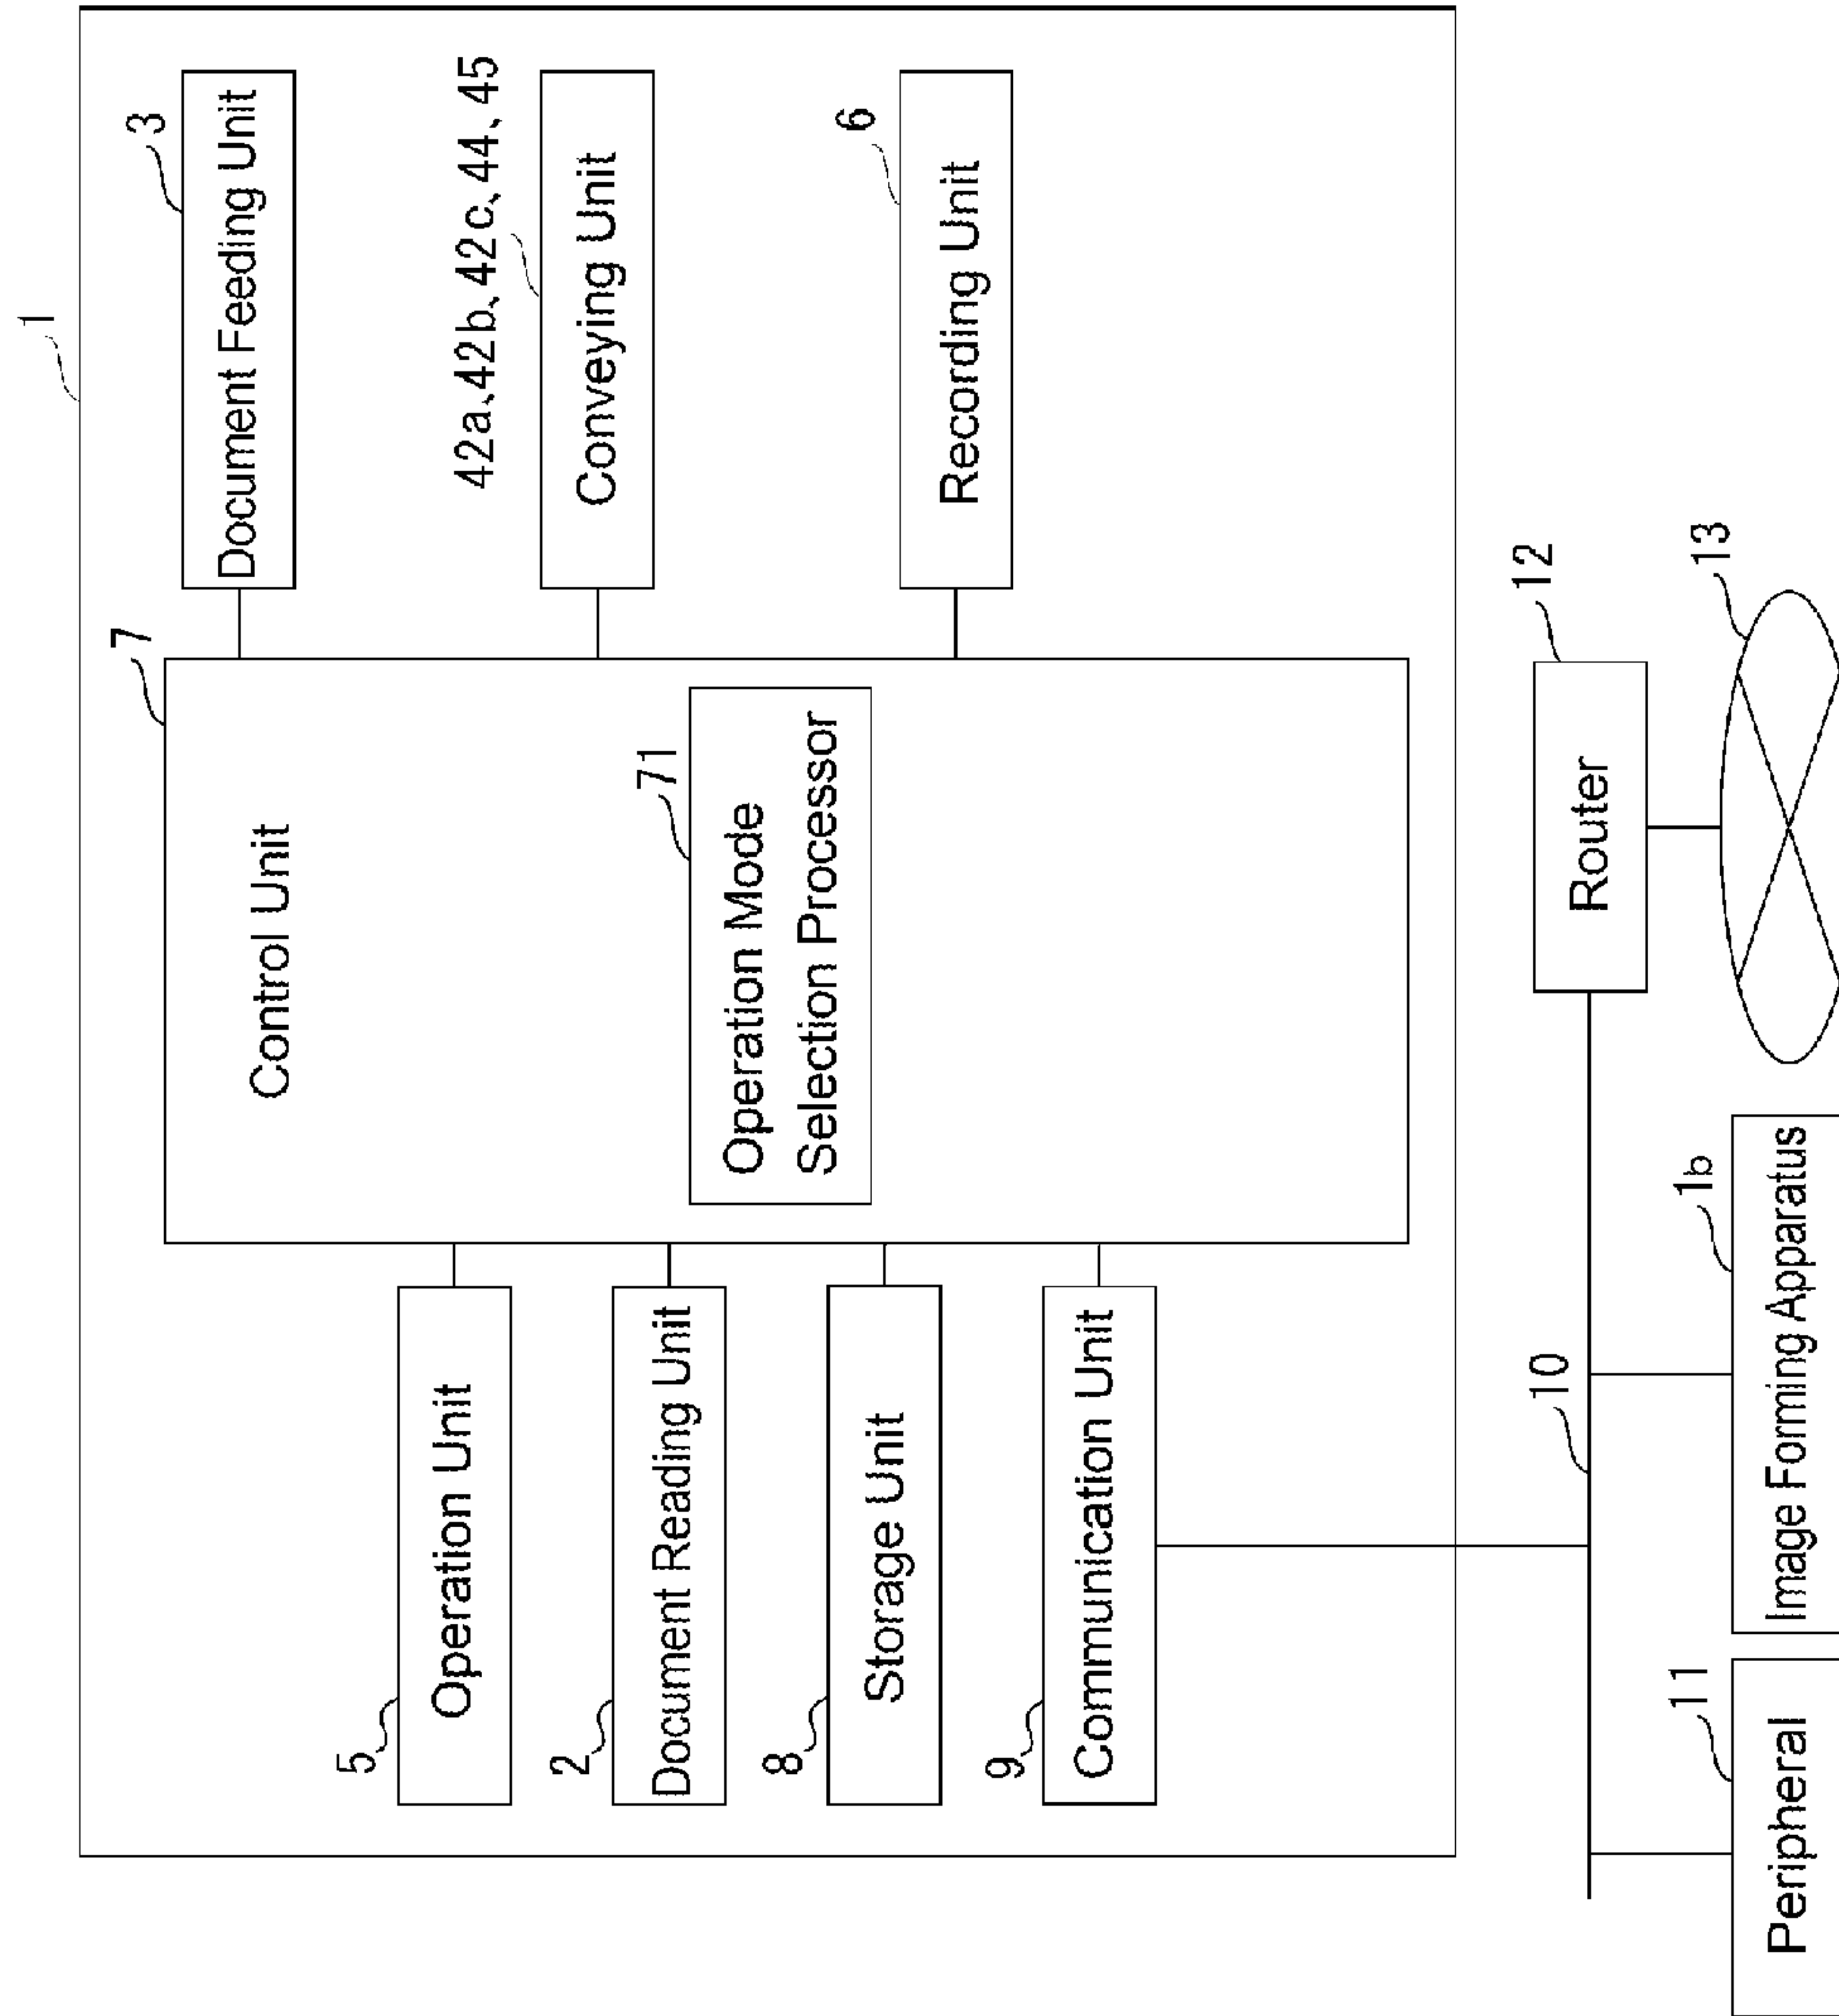 1
7
3
Document Feeding Unit
Control Unit
5
Operation Unit
42a、42b、42c、44、45
Conveying Unit
2
Document Reading Unit
71
Operation Mode
Selection Processor
8
Storage Unit
6
Recording Unit
9
Communication Unit
10
12
Router
11
Peripheral
1b
Image Forming Apparatus
13